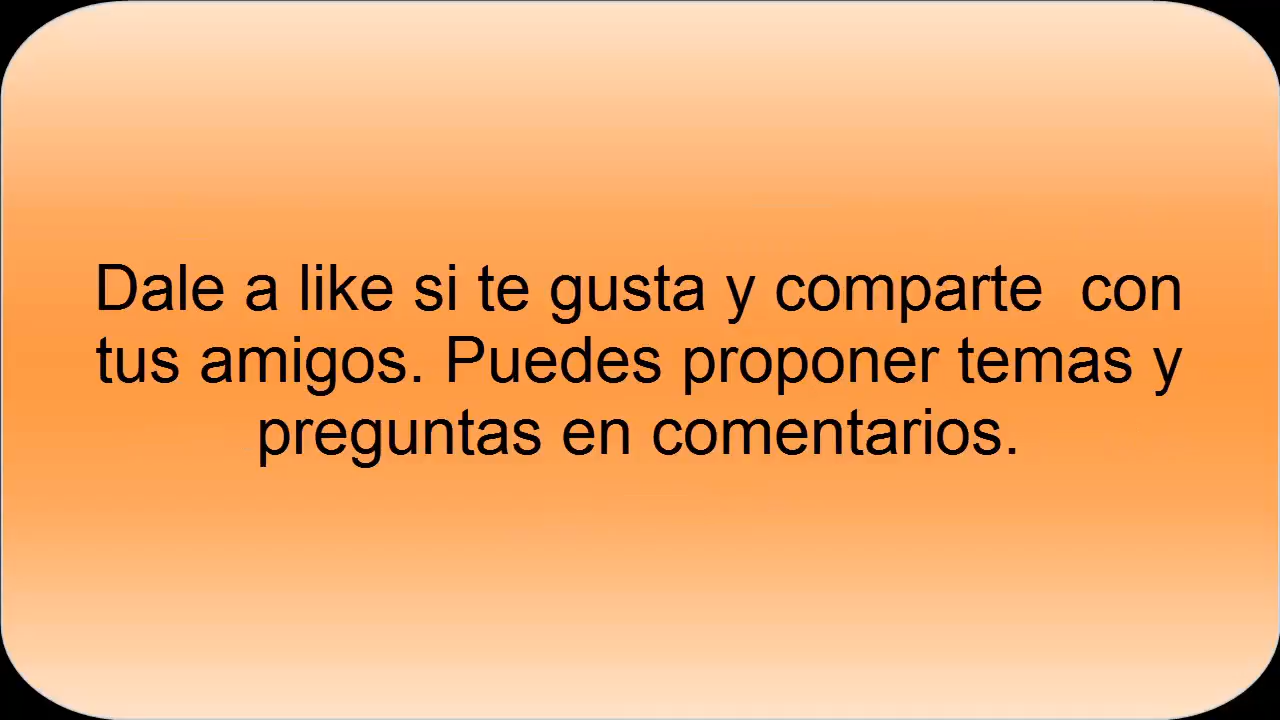 Dale a like si te gusta y comparte  con
tus amigos. Puedes proponer temas y
preguntas en comentarios.